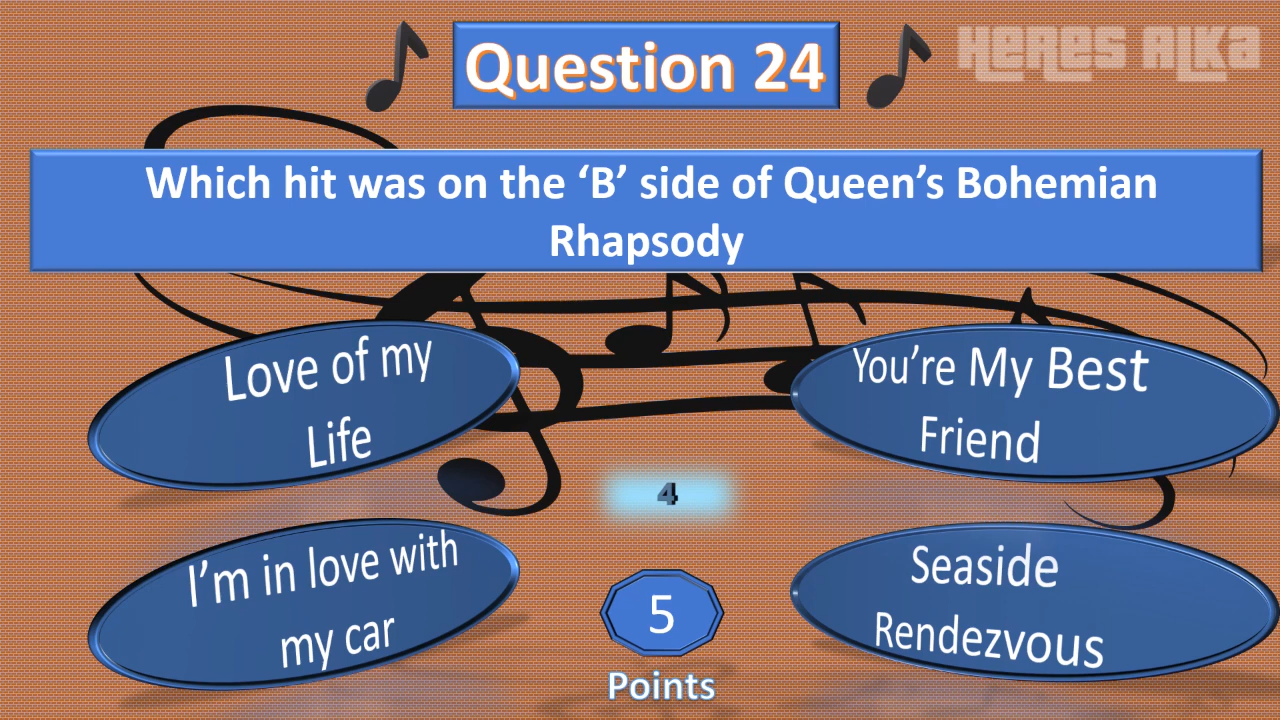 Question 24
HERES ALKA
Which hit was on the ‘B’ side of Queen’s Bohemian
Rhapsody
Love of my
Life
You’re My Best
Friend
4
I’m in love with
my car
Seaside
Rendezvous
5
Points